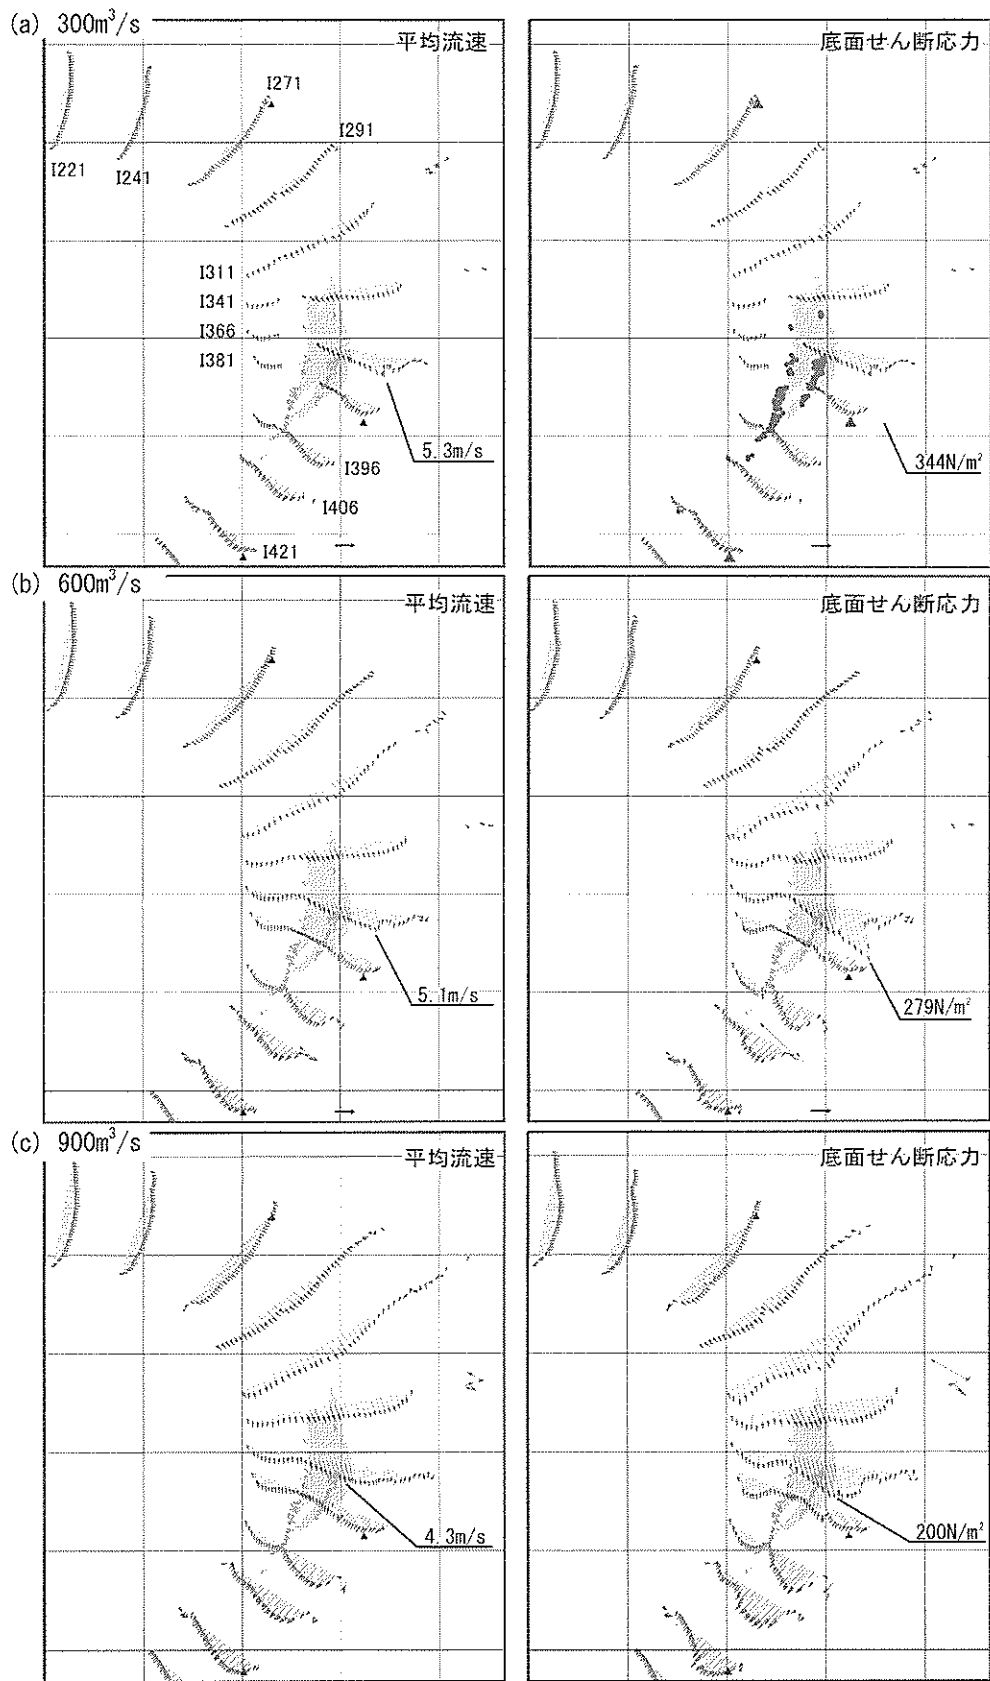 (a) 300m³/s
平均流速
底面せん断応力
I271
I291
I221
I241
I311
I341
I366
I381
5.3m/s
344N/m²
I396
I406
I421
(b) 600m³/s
平均流速
底面せん断応力
5.1m/s
279N/m²
(c) 900m³/s
平均流速
底面せん断応力
4.3m/s
200N/m²